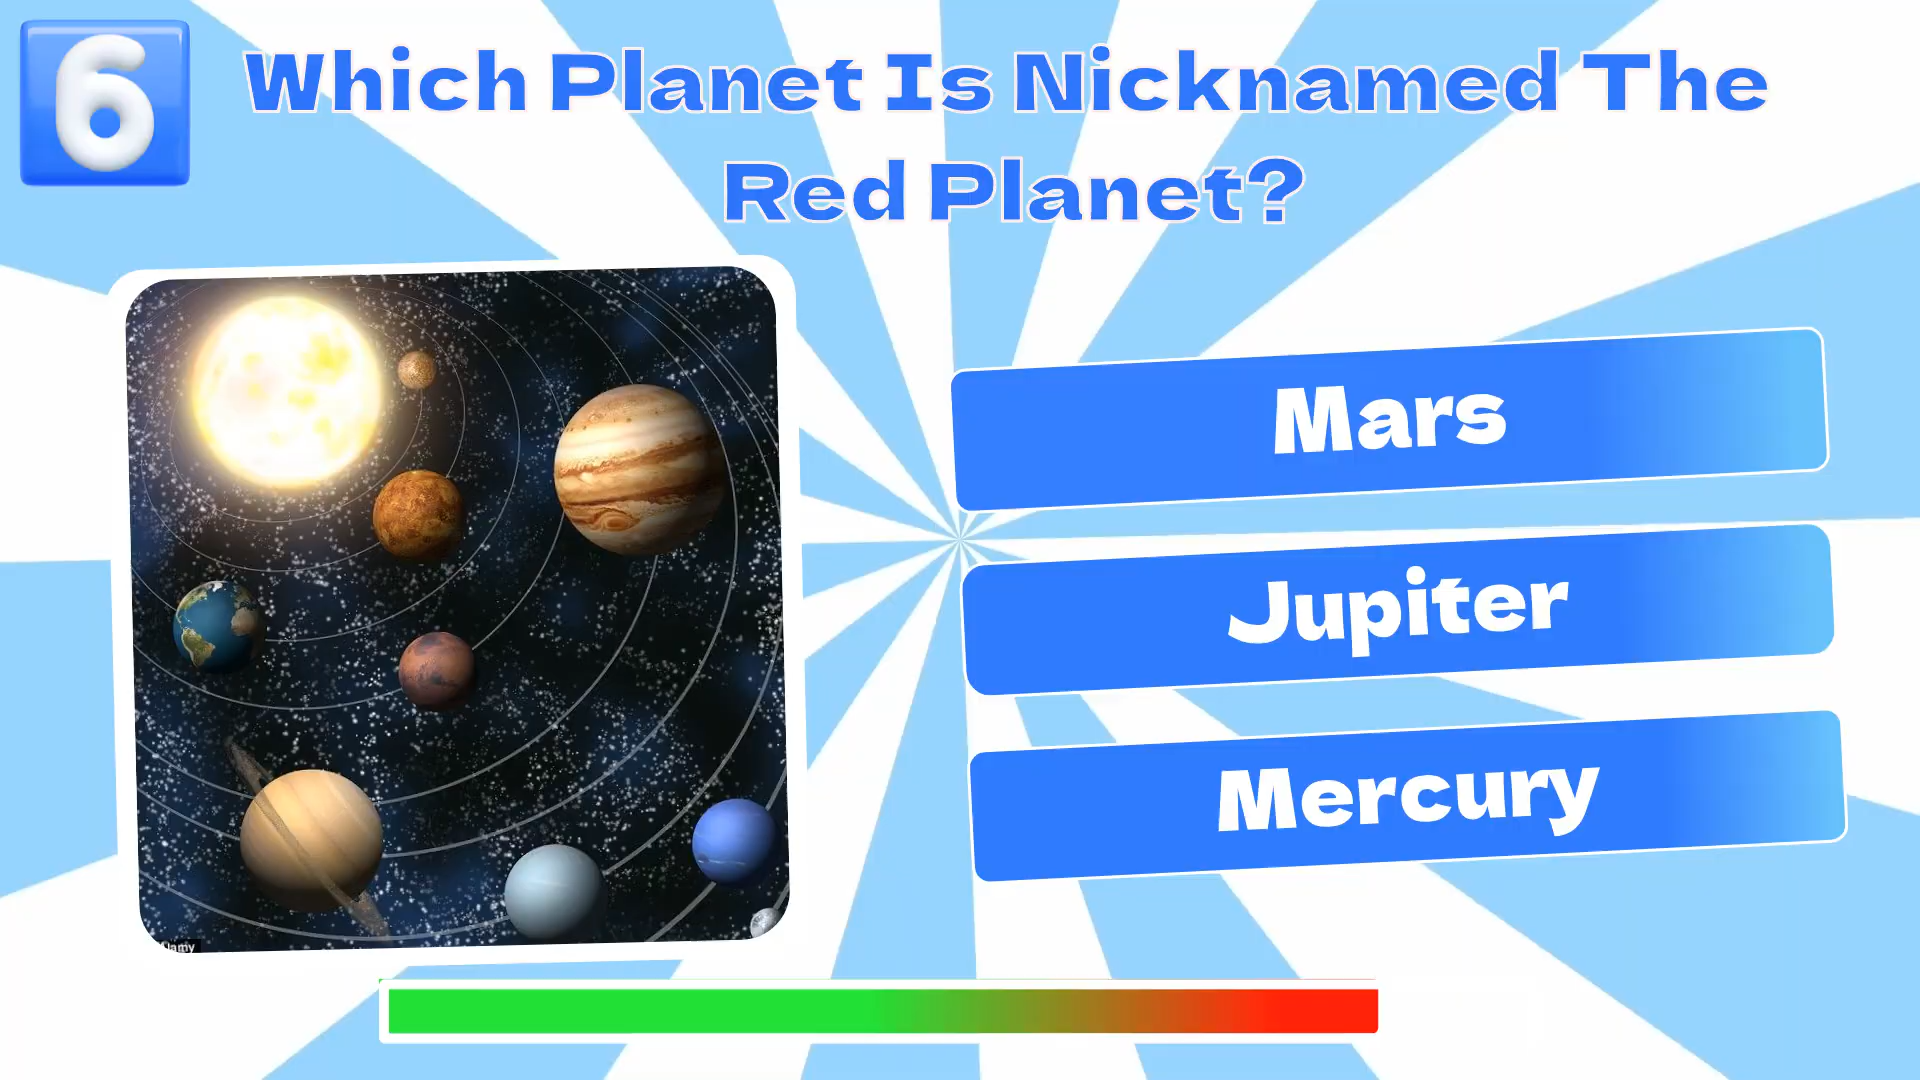 6
Which Planet Is Nicknamed The
Red Planet?
Mars
Jupiter
Mercury